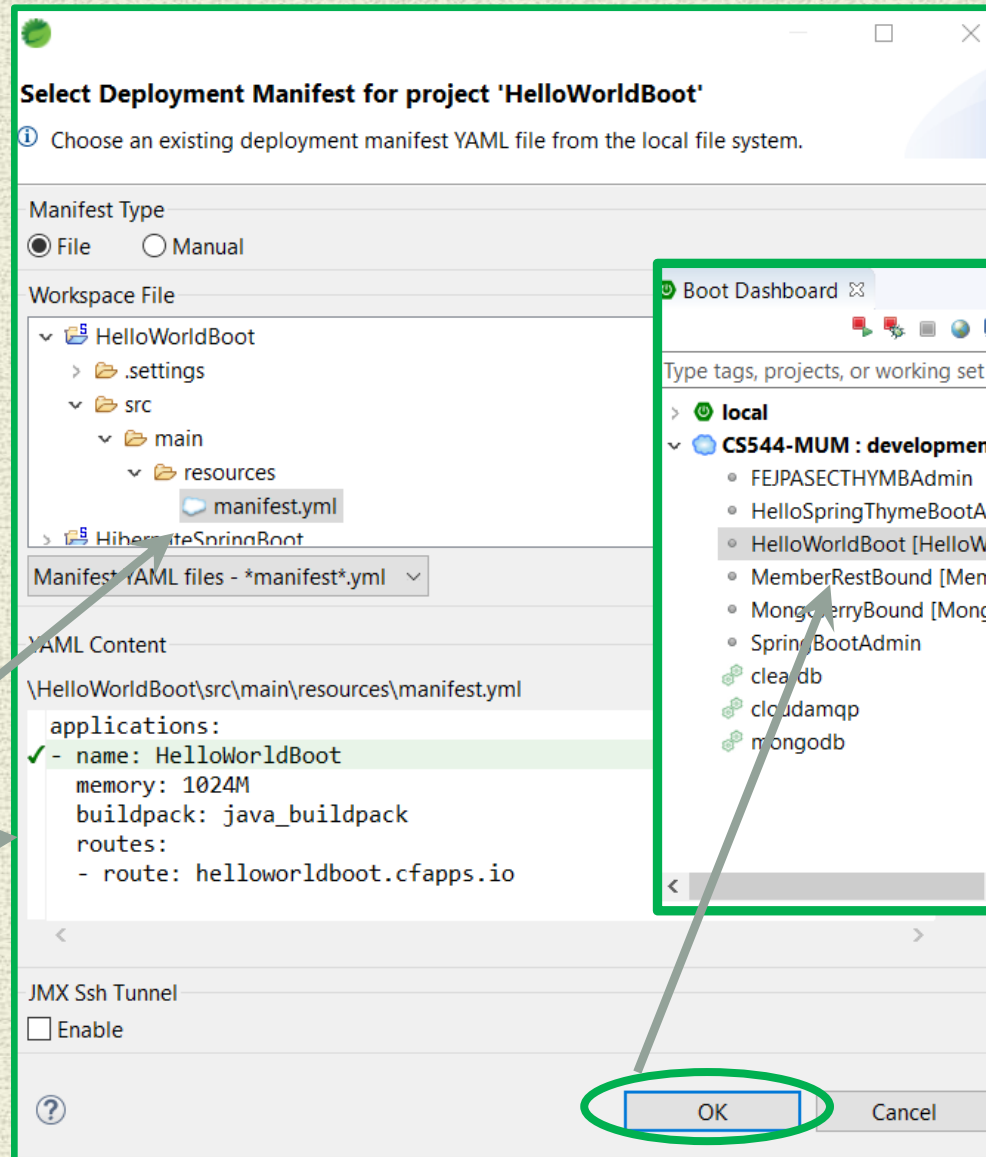 Select Deployment Manifest for project 'HelloWorldBoot'
Choose an existing deployment manifest YAML file from the local file system.
Manifest Type
File Manual
Workspace File
HelloWorldBoot
.settings
src
main
resources
manifest.yml
HibernateSpringBoot
Manifest YAML files - *manifest*.yml
YAML Content
\HelloWorldBoot\src\main\resources\manifest.yml
applications:
- name: HelloWorldBoot
memory: 1024M
buildpack: java_buildpack
routes:
- route: helloworldboot.cfapps.io
JMX Ssh Tunnel
Enable
OK Cancel
Boot Dashboard
Type tags, projects, or working set
local
CS544-MUM : developmen
FEJPASECTHYMBAdmin
HelloSpringThymeBootA
HelloWorldBoot [HelloW
MemberRestBound [Mem
MongoBerryBound [Mong
SpringBootAdmin
cleardb
cloudamqp
mongodb